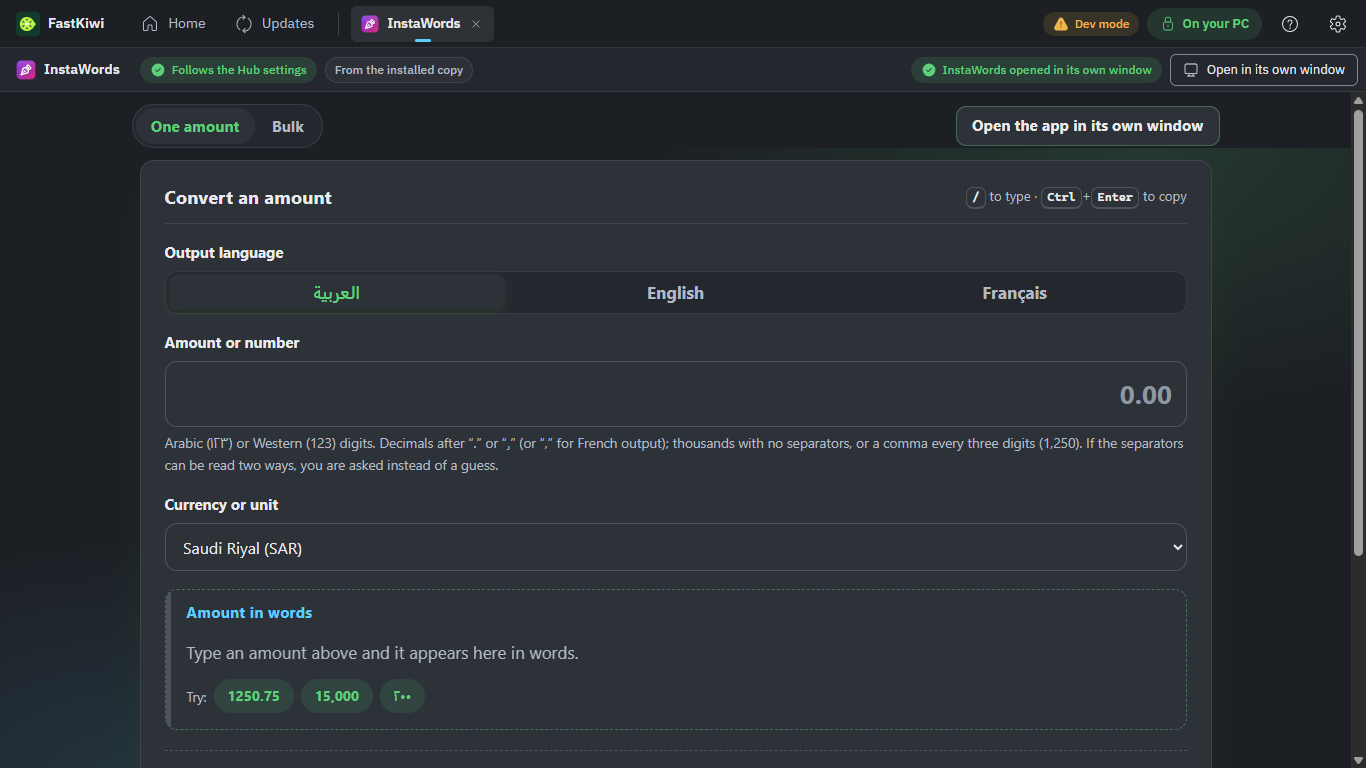 FastKiwi
Home
Updates
InstaWords
Dev mode
On your PC
InstaWords
Follows the Hub settings
From the installed copy
InstaWords opened in its own window
Open in its own window
One amount
Bulk
Open the app in its own window
Convert an amount
/ to type · Ctrl + Enter to copy
Output language
العربية
English
Français
Amount or number
0.00
Arabic (١٢٣) or Western (123) digits. Decimals after “.” or “,” (or “,” for French output); thousands with no separators, or a comma every three digits (1,250). If the separators
can be read two ways, you are asked instead of a guess.
Currency or unit
Saudi Riyal (SAR)
Amount in words
Type an amount above and it appears here in words.
Try: 1250.75 15,000 ٢٠٠